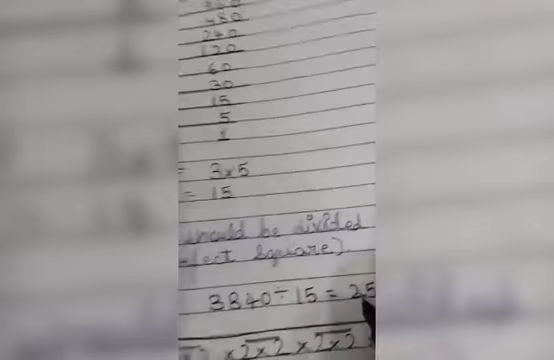 480
240
120
60
30
15
5
1
= 3x5
= 15
should be divided
fect square).
3840 ÷ 15 = 25
x 2x2 x 2x2